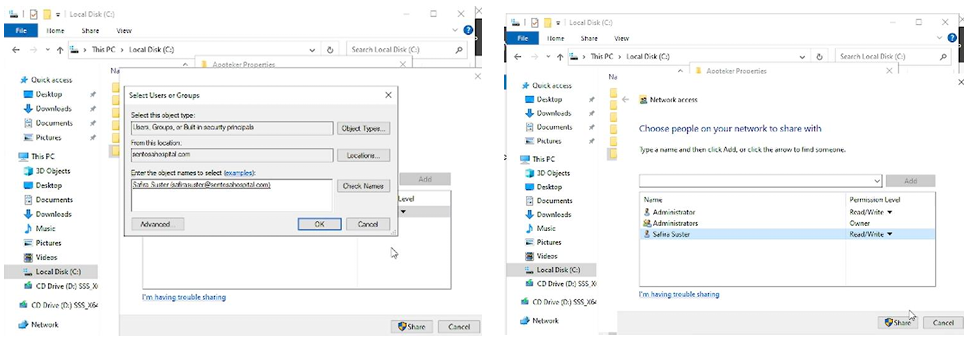 Local Disk (C:)
File
Home
Share
View
This PC
Local Disk (C:)
Search Local Disk (C:)
Apoteker Properties
Quick access
Desktop
Downloads
Documents
Pictures
This PC
3D Objects
Desktop
Documents
Downloads
Music
Pictures
Videos
Local Disk (C:)
CD Drive (D:) SSS_X64
Network
Na
Select Users or Groups
Select this object type:
Users, Groups, or Built-in security principals
Object Types...
From this location:
sentosahospital.com
Locations...
Enter the object names to select (examples):
Safira Suster (safirasuster@sentosahospital.com)
Check Names
Advanced...
OK
Cancel
Add
Level
I'm having trouble sharing
Share
Cancel
Local Disk (C:)
File
Home
Share
View
This PC
Local Disk (C:)
Search Local Disk (C:)
Apoteker Properties
Quick access
Desktop
Downloads
Documents
Pictures
This PC
3D Objects
Desktop
Documents
Downloads
Music
Pictures
Videos
Local Disk (C:)
CD Drive (D:) SSS_X6
Network
Na
Network access
Choose people on your network to share with
Type a name and then click Add, or click the arrow to find someone.
Add
Name
Permission Level
Administrator
Read/Write
Administrators
Owner
Safira Suster
Read/Write
I'm having trouble sharing
Share
Cancel